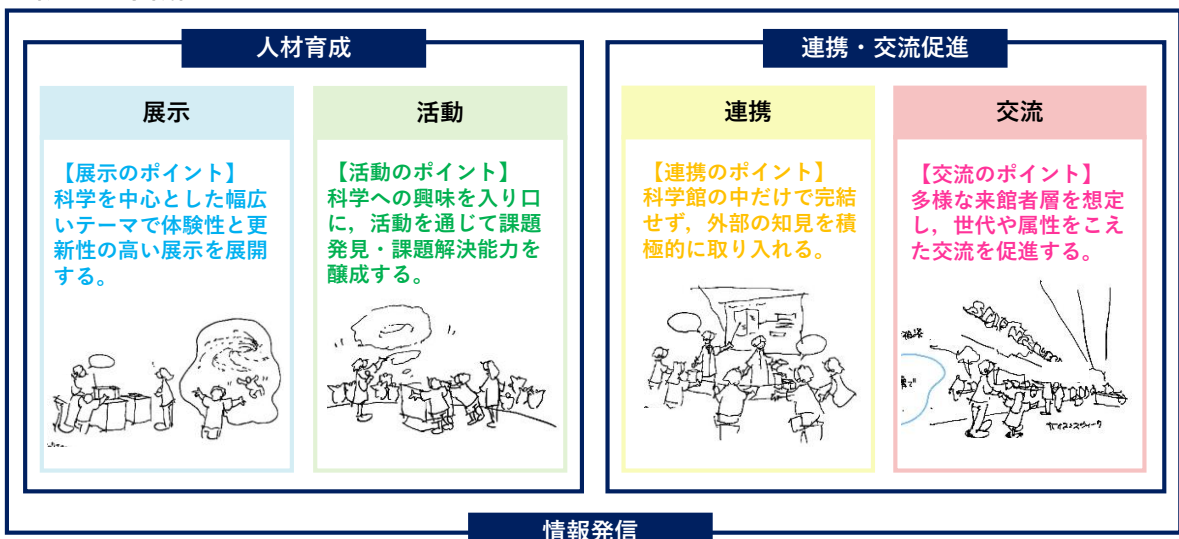 人材育成
展示
【展示のポイント】
科学を中心とした幅広
いテーマで体験性と更
新性の高い展示を展開
する。
活動
【活動のポイント】
科学への興味を入り口
に，活動を通じて課題
発見・課題解決能力を
醸成する。
連携・交流促進
連携
【連携のポイント】
科学館の中だけで完結
せず，外部の知見を積
極的に取り入れる。
交流
【交流のポイント】
多様な来館者層を想定
し，世代や属性をこえ
た交流を促進する。
情報発信